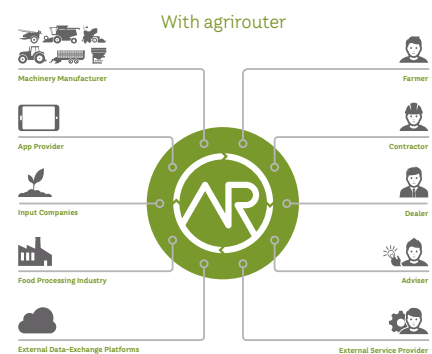 With agrirouter
Machinery Manufacturer
Farmer
App Provider
Contractor
AR
Input Companies
Dealer
Food Processing Industry
Adviser
External Data-Exchange Platforms
External Service Provider